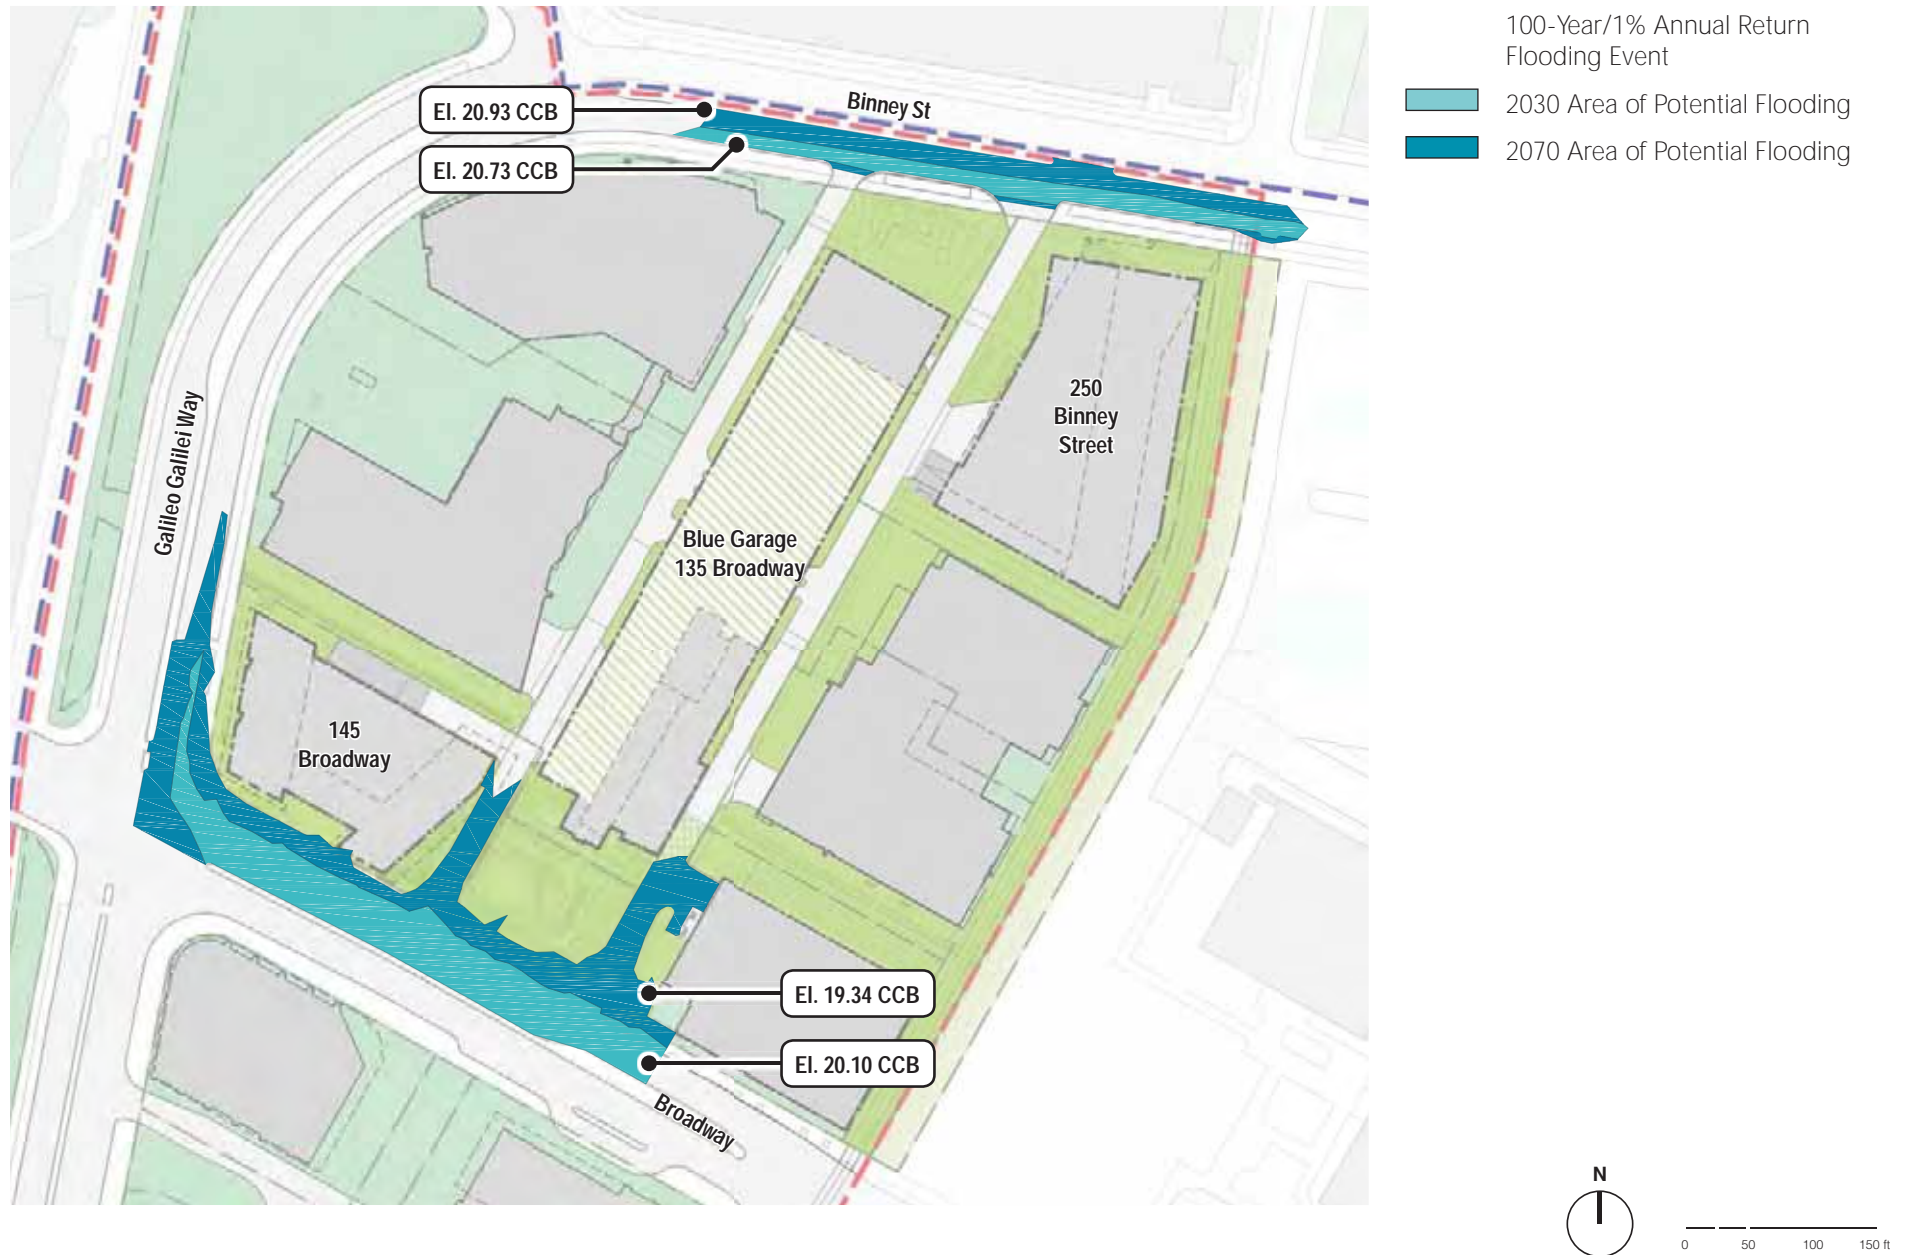 100-Year/1% Annual Return
Flooding Event
2030 Area of Potential Flooding
2070 Area of Potential Flooding
El. 20.93 CCB
Binney St
El. 20.73 CCB
250
Binney
Street
Galileo Galilei Way
Blue Garage
135 Broadway
145
Broadway
El. 19.34 CCB
El. 20.10 CCB
Broadway
N
0 50 100 150 ft